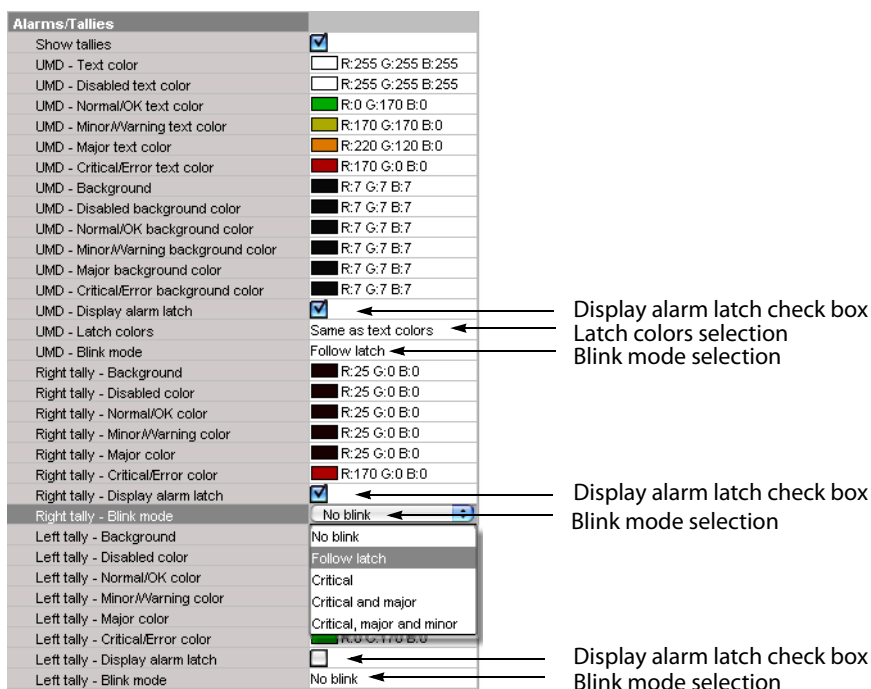 Alarms/Tallies
Show tallies
UMD - Text color R:255 G:255 B:255
UMD - Disabled text color R:255 G:255 B:255
UMD - Normal/OK text color R:0 G:170 B:0
UMD - Minor/Warning text color R:170 G:170 B:0
UMD - Major text color R:220 G:120 B:0
UMD - Critical/Error text color R:170 G:0 B:0
UMD - Background R:7 G:7 B:7
UMD - Disabled background color R:7 G:7 B:7
UMD - Normal/OK background color R:7 G:7 B:7
UMD - Minor/Warning background color R:7 G:7 B:7
UMD - Major background color R:7 G:7 B:7
UMD - Critical/Error background color R:7 G:7 B:7
UMD - Display alarm latch Display alarm latch check box
UMD - Latch colors Same as text colors Latch colors selection
UMD - Blink mode Follow latch Blink mode selection
Right tally - Background R:25 G:0 B:0
Right tally - Disabled color R:25 G:0 B:0
Right tally - Normal/OK color R:25 G:0 B:0
Right tally - Minor/Warning color R:25 G:0 B:0
Right tally - Major color R:25 G:0 B:0
Right tally - Critical/Error color R:170 G:0 B:0
Right tally - Display alarm latch Display alarm latch check box
Right tally - Blink mode No blink Blink mode selection
Left tally - Background No blink
Left tally - Disabled color Follow latch
Left tally - Normal/OK color Critical
Left tally - Minor/Warning color Critical and major
Left tally - Major color Critical, major and minor
Left tally - Critical/Error color R:0 G:170 B:0
Left tally - Display alarm latch Display alarm latch check box
Left tally - Blink mode No blink Blink mode selection